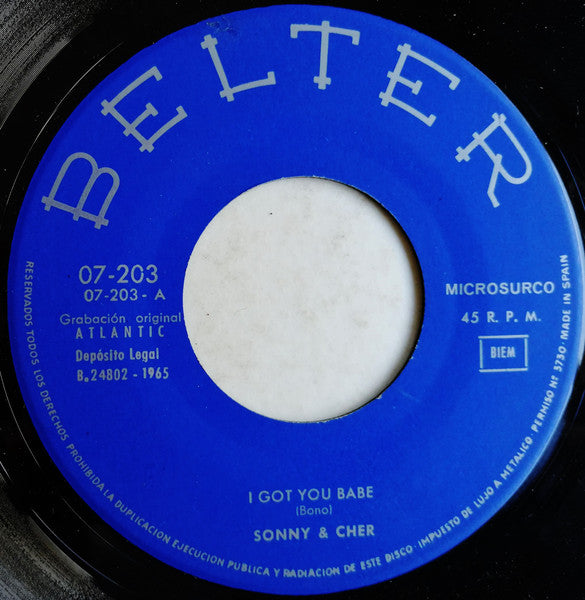 BELTER
07-203
07-203 - A
Grabación original
ATLANTIC
Depósito Legal
B. 24802 - 1965
MICROSURCO
45 R. P. M.
BIEM
I GOT YOU BABE
(Bono)
SONNY & CHER
RESERVADOS TODOS LOS DERECHOS PROHIBIDA LA DUPLICACION EJECUCION PUBLICA Y RADIACION DE ESTE DISCO · IMPUESTO DE LUJO A METALICO · PERMISO Nº 3730 · MADE IN SPAIN